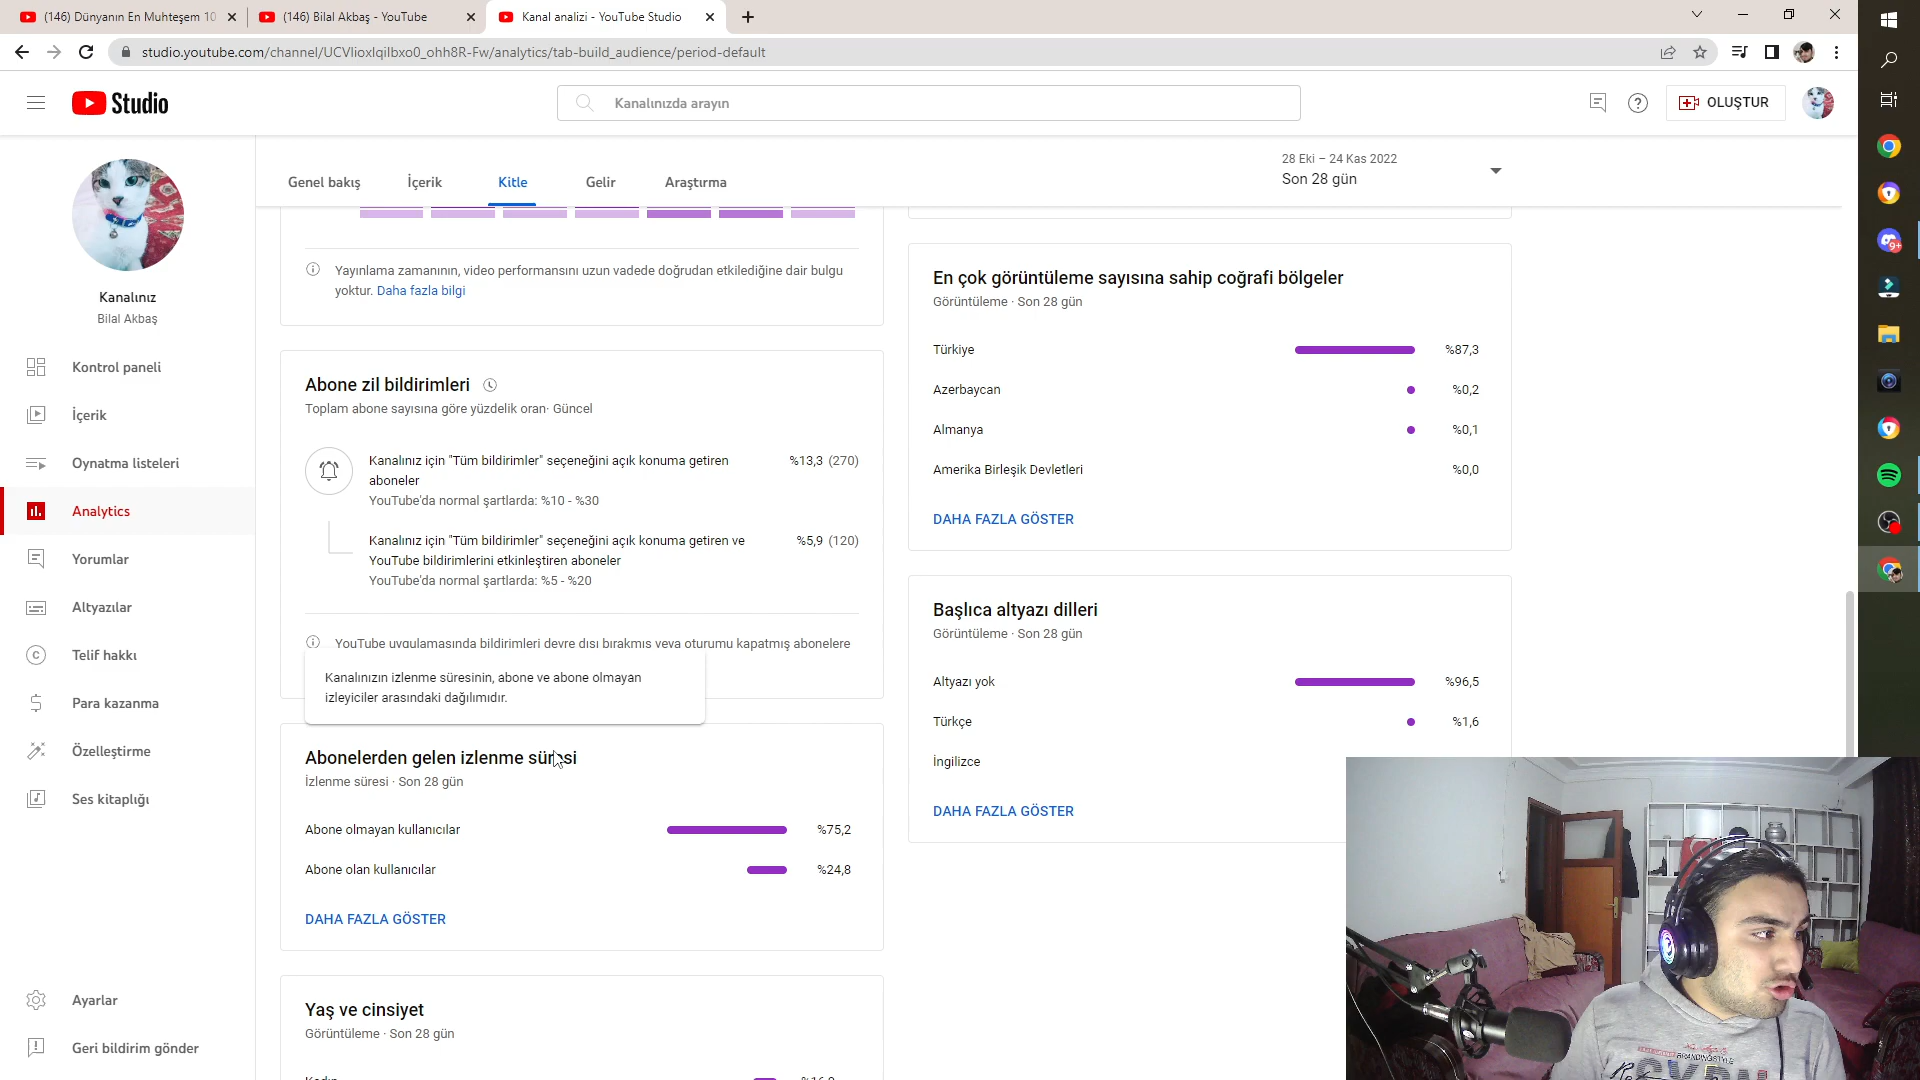 (146) Dünyanın En Muhteşem 10
(146) Bilal Akbaş - YouTube
Kanal analizi - YouTube Studio
studio.youtube.com/channel/UCVlioxlqilbxo0_ohh8R-Fw/analytics/tab-build_audience/period-default
Studio
Kanalınızda arayın
OLUŞTUR
Kanalınız
Bilal Akbaş
Kontrol paneli
İçerik
Oynatma listeleri
Analytics
Yorumlar
Altyazılar
Telif hakkı
Para kazanma
Özelleştirme
Ses kitaplığı
Ayarlar
Geri bildirim gönder
Genel bakış
İçerik
Kitle
Gelir
Araştırma
28 Eki – 24 Kas 2022
Son 28 gün
Yayınlama zamanının, video performansını uzun vadede doğrudan etkilediğine dair bulgu
yoktur. Daha fazla bilgi
Abone zil bildirimleri
Toplam abone sayısına göre yüzdelik oran· Güncel
Kanalınız için "Tüm bildirimler" seçeneğini açık konuma getiren
aboneler
%13,3 (270)
YouTube'da normal şartlarda: %10 - %30
Kanalınız için "Tüm bildirimler" seçeneğini açık konuma getiren ve
YouTube bildirimlerini etkinleştiren aboneler
%5,9 (120)
YouTube'da normal şartlarda: %5 - %20
YouTube uygulamasında bildirimleri devre dışı bırakmış veya oturumu kapatmış abonelere
Kanalınızın izlenme süresinin, abone ve abone olmayan
izleyiciler arasındaki dağılımıdır.
Abonelerden gelen izlenme süresi
İzlenme süresi · Son 28 gün
Abone olmayan kullanıcılar %75,2
Abone olan kullanıcılar %24,8
DAHA FAZLA GÖSTER
Yaş ve cinsiyet
Görüntüleme · Son 28 gün
En çok görüntüleme sayısına sahip coğrafi bölgeler
Görüntüleme · Son 28 gün
Türkiye %87,3
Azerbaycan %0,2
Almanya %0,1
Amerika Birleşik Devletleri %0,0
DAHA FAZLA GÖSTER
Başlıca altyazı dilleri
Görüntüleme · Son 28 gün
Altyazı yok %96,5
Türkçe %1,6
İngilizce
DAHA FAZLA GÖSTER
9+